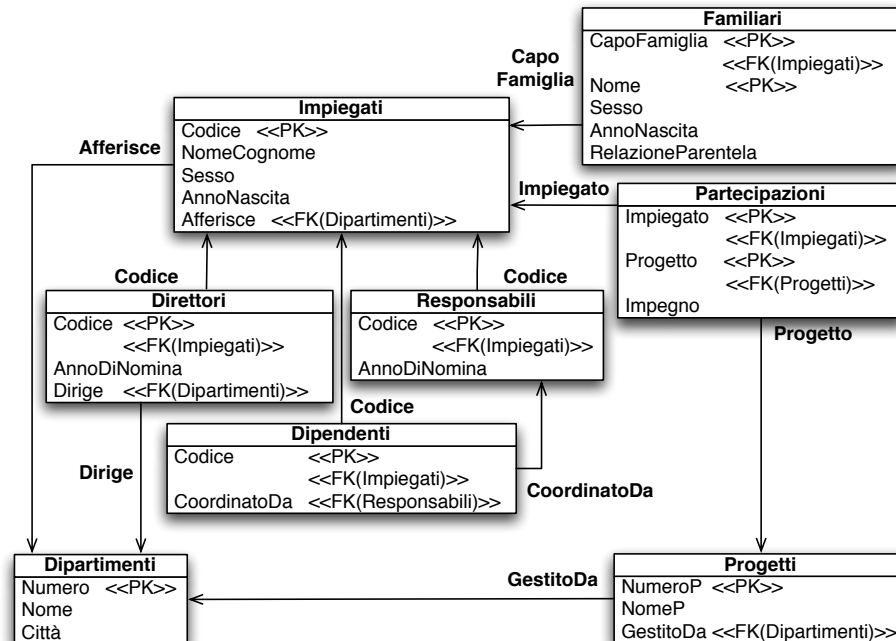 Familiari
CapoFamiglia <<PK>>
<<FK(Impiegati)>>
Nome <<PK>>
Sesso
AnnoNascita
RelazioneParentela
Capo
Famiglia
Impiegati
Codice <<PK>>
NomeCognome
Sesso
AnnoNascita
Afferisce <<FK(Dipartimenti)>>
Afferisce
Impiegato
Partecipazioni
Impiegato <<PK>>
<<FK(Impiegati)>>
Progetto <<PK>>
<<FK(Progetti)>>
Impegno
Codice
Direttori
Codice <<PK>>
<<FK(Impiegati)>>
AnnoDiNomina
Dirige <<FK(Dipartimenti)>>
Codice
Responsabili
Codice <<PK>>
<<FK(Impiegati)>>
AnnoDiNomina
Progetto
Codice
Dipendenti
Codice <<PK>>
<<FK(Impiegati)>>
CoordinatoDa <<FK(Responsabili)>>
Dirige
CoordinatoDa
Dipartimenti
Numero <<PK>>
Nome
Città
GestitoDa
Progetti
NumeroP <<PK>>
NomeP
GestitoDa <<FK(Dipartimenti)>>